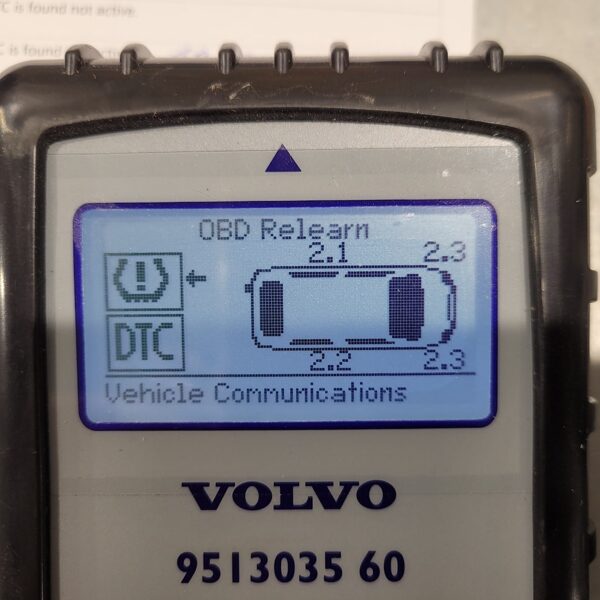 TC is found not active.
C is found
OBD Relearn
2.1 2.3
DTC
2.2 2.3
Vehicle Communications
VOLVO
9513035 60